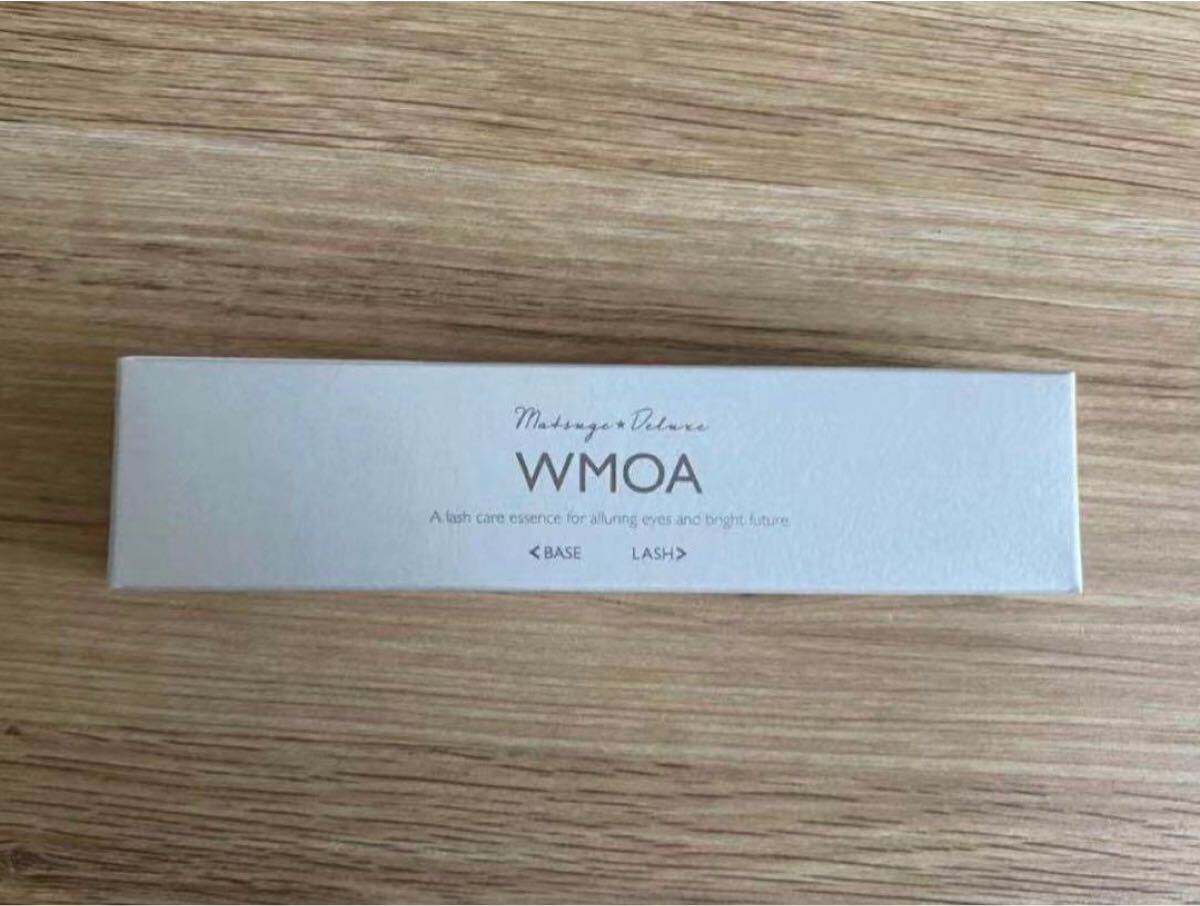 Matsuge★Deluxe
WMOA
A lash care essence for alluring eyes and bright future
<BASE LASH>